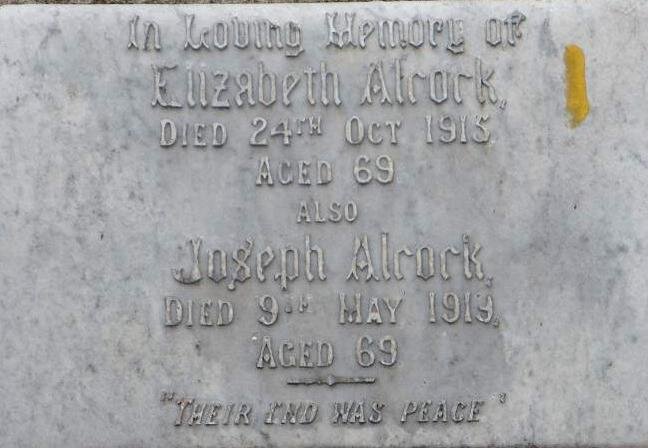 In Loving Memory of
Elizabeth Alcock,
DIED 24TH OCT 1915
AGED 69
ALSO
Joseph Alcock,
DIED 9TH MAY 1919,
AGED 69
"THEIR END WAS PEACE"